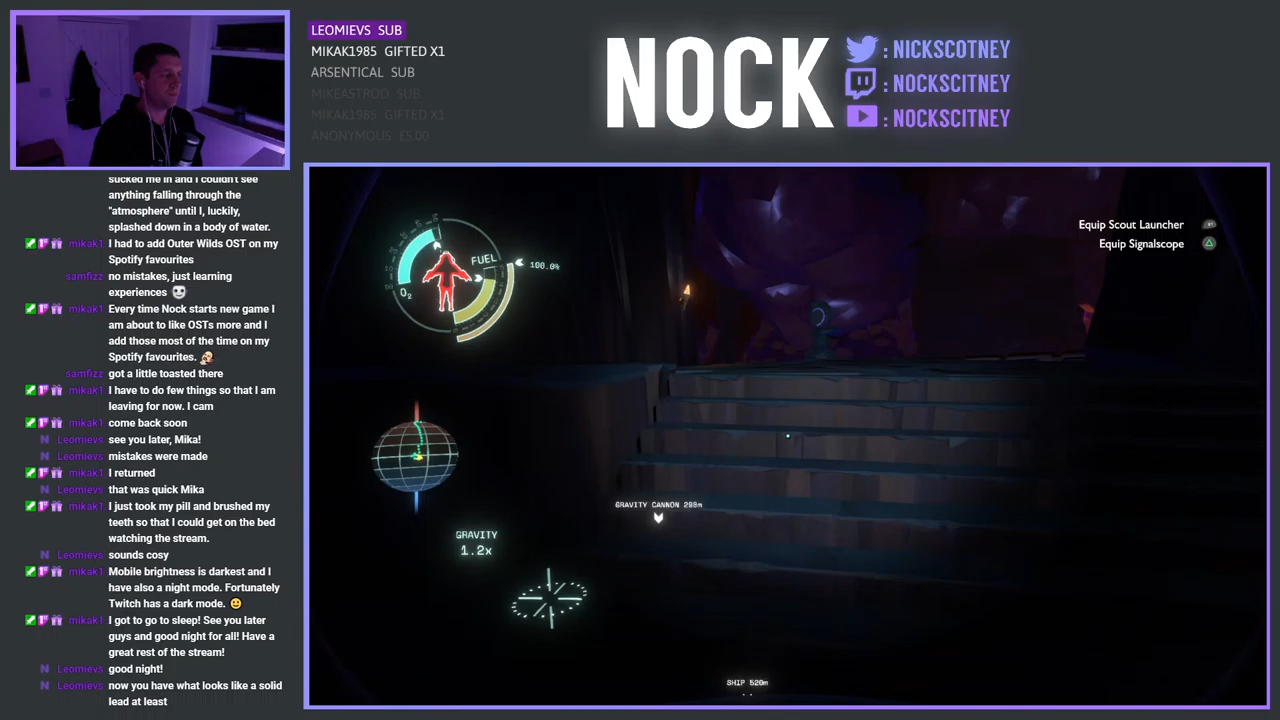 LEOMIEVS SUB
MIKAK1985 GIFTED X1
ARSENTICAL SUB
MIKEASTROD SUB
MIKAK1985 GIFTED X1
ANONYMOUS £5.00
NOCK
: NICKSCOTNEY
: NOCKSCITNEY
: NOCKSCITNEY
sucked me in and I couldn't see
anything falling through the
"atmosphere" until I, luckily,
splashed down in a body of water.
mikak1 I had to add Outer Wilds OST on my
Spotify favourites
samfizz no mistakes, just learning
experiences
mikak1 Every time Nock starts new game I
am about to like OSTs more and I
add those most of the time on my
Spotify favourites.
samfizz got a little toasted there
mikak1 I have to do few things so that I am
leaving for now. I cam
mikak1 come back soon
Leomievs see you later, Mika!
Leomievs mistakes were made
mikak1 I returned
Leomievs that was quick Mika
mikak1 I just took my pill and brushed my
teeth so that I could get on the bed
watching the stream.
Leomievs sounds cosy
mikak1 Mobile brightness is darkest and I
have also a night mode. Fortunately
Twitch has a dark mode.
mikak1 I got to go to sleep! See you later
guys and good night for all! Have a
great rest of the stream!
Leomievs good night!
Leomievs now you have what looks like a solid
lead at least
Equip Scout Launcher
Equip Signalscope
FUEL
100.0%
O₂
GRAVITY CANNON 299m
GRAVITY
1.2x
SHIP 520m